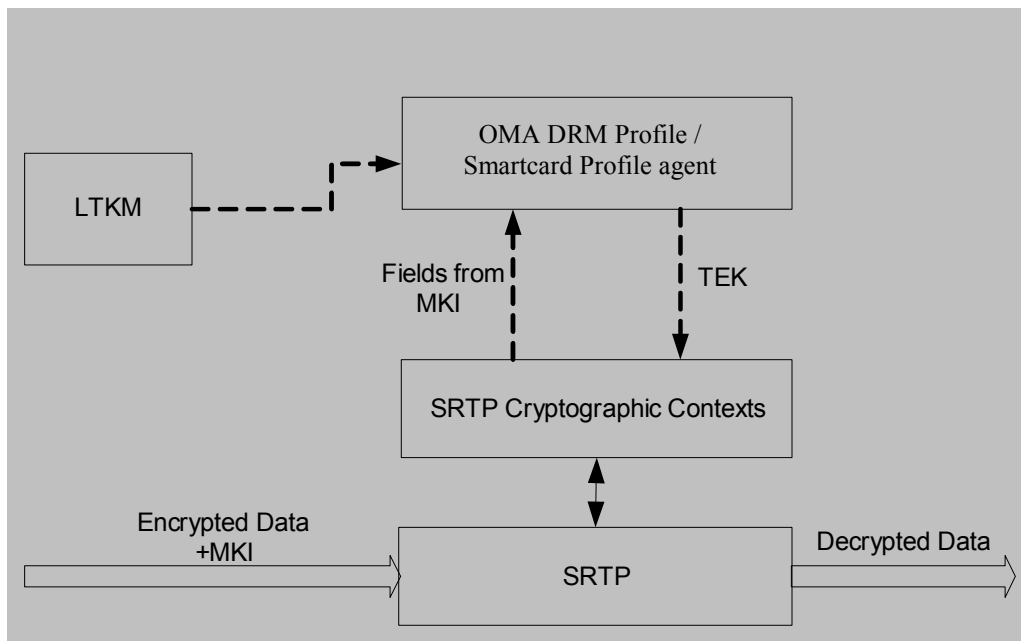 OMA DRM Profile /
Smartcard Profile agent
LTKM
Fields from
MKI
TEK
SRTP Cryptographic Contexts
Encrypted Data
+MKI
SRTP
Decrypted Data